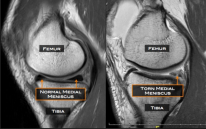 FEMUR
NORMAL MEDIAL
MENISCUS
TIBIA
FEMUR
TORN MEDIAL
MENISCUS
TIBIA